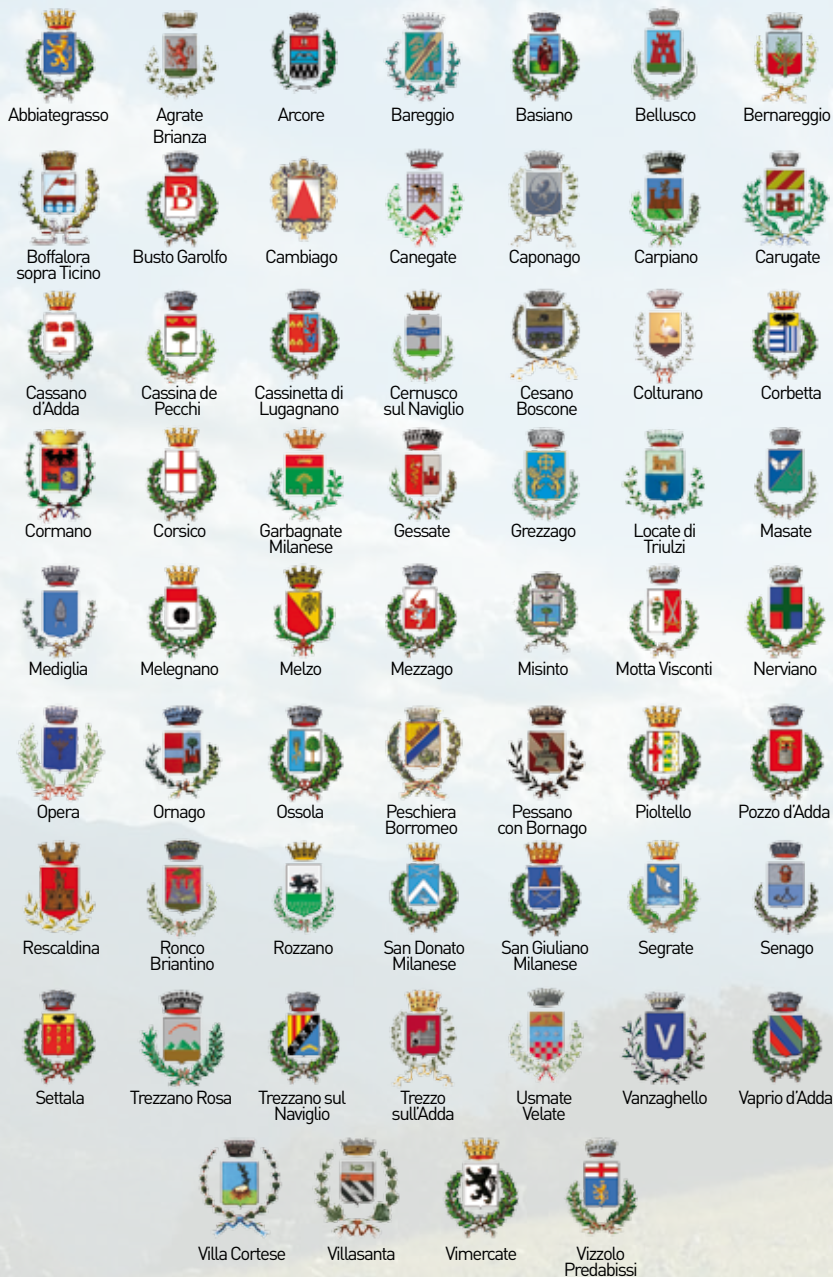 Abbiategrasso
Agrate
Brianza
Arcore
Bareggio
Basiano
Bellusco
Bernareggio
Boffalora
sopra Ticino
B
Busto Garolfo
Cambiago
Canegate
Caponago
Carpiano
Carugate
Cassano
d'Adda
Cassina de
Pecchi
Cassinetta di
Lugagnano
Cernusco
sul Naviglio
Cesano
Boscone
Colturano
Corbetta
Cormano
Corsico
Garbagnate
Milanese
Gessate
Grezzago
Locate di
Triulzi
Masate
Mediglia
Melegnano
Melzo
Mezzago
Misinto
Motta Visconti
Nerviano
Opera
Ornago
Ossola
Peschiera
Borromeo
Pessano
con Bornago
Pioltello
Pozzo d'Adda
Rescaldina
Ronco
Briantino
Rozzano
San Donato
Milanese
San Giuliano
Milanese
Segrate
Senago
Settala
Trezzano Rosa
Trezzano sul
Naviglio
Trezzo
sull'Adda
Usmate
Velate
V
Vanzaghello
Vaprio d'Adda
Villa Cortese
Villasanta
Vimercate
Vizzolo
Predabissi